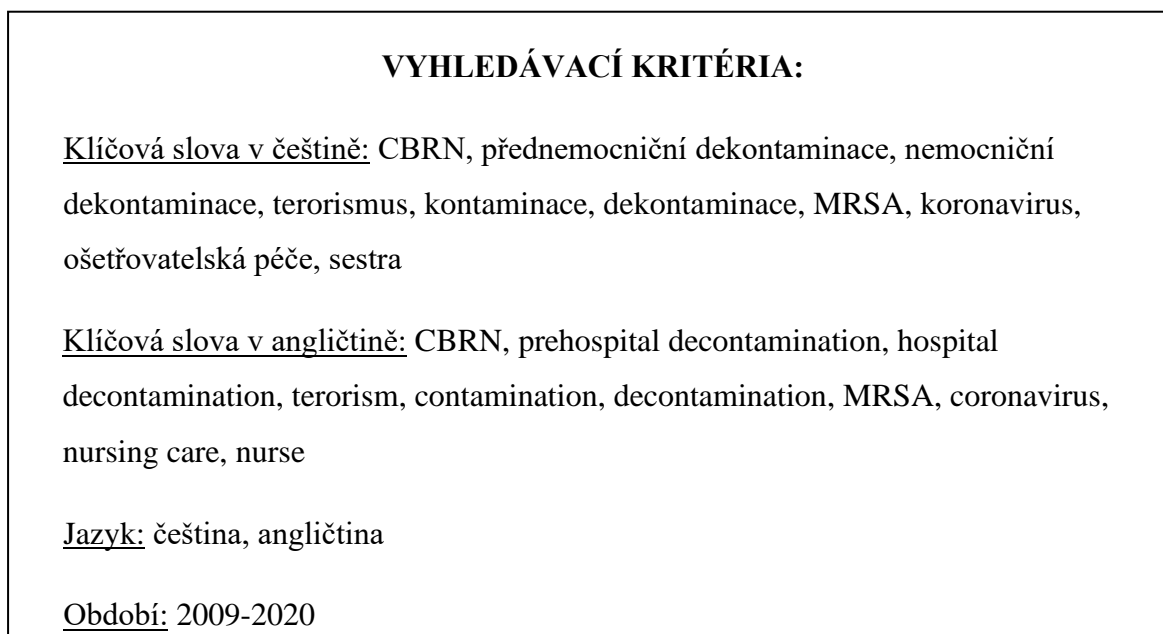 VYHLEDÁVACÍ KRITÉRIA:
Klíčová slova v češtině: CBRN, přednemocniční dekontaminace, nemocniční
dekontaminace, terorismus, kontaminace, dekontaminace, MRSA, koronavirus,
ošetřovatelská péče, sestra
Klíčová slova v angličtině: CBRN, prehospital decontamination, hospital
decontamination, terorism, contamination, decontamination, MRSA, coronavirus,
nursing care, nurse
Jazyk: čeština, angličtina
Období: 2009-2020